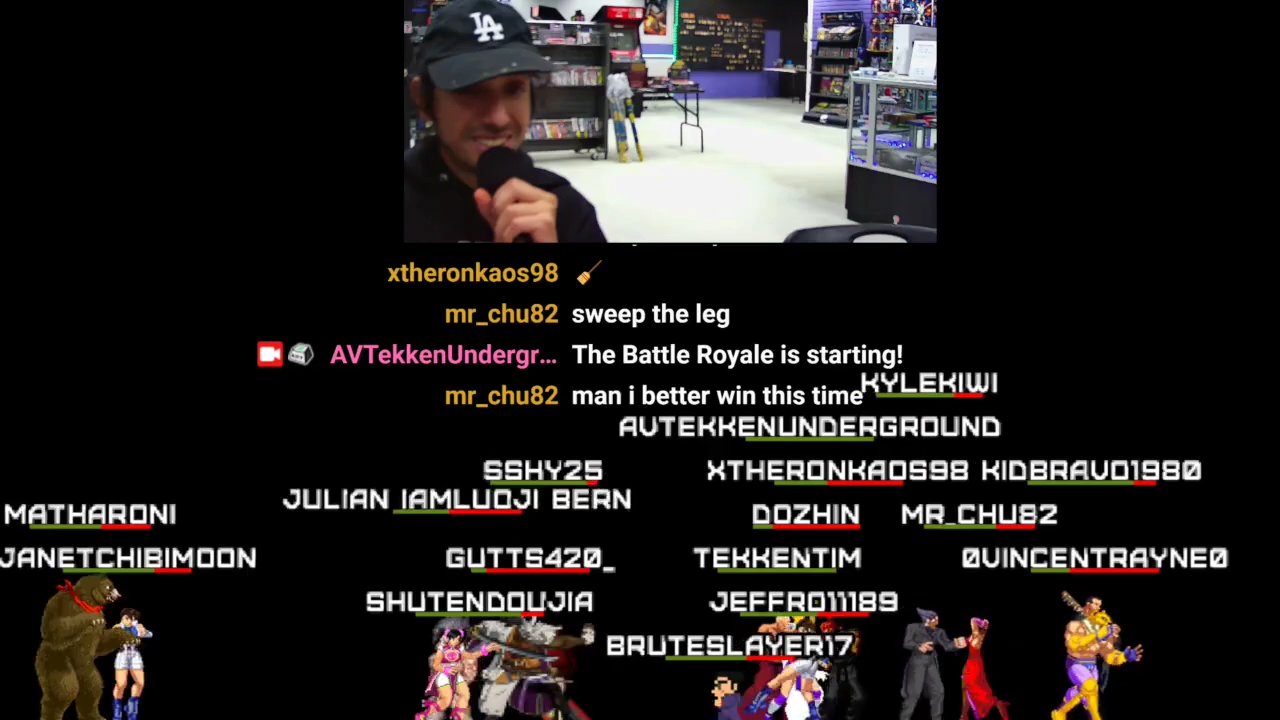 LA
xtheronkaos98
mr_chu82 sweep the leg
AVTekkenUndergr... The Battle Royale is starting!
mr_chu82 man i better win this time
KYLEKIWI
AVTEKKENUNDERGROUND
SSHY25 XTHERONKAOS98 KIDBRAVO1980
JULIAN IAMLUOJI BERN
MATHARONI DOZHIN MR_CHU82
JANETCHIBIMOON GUTTS420_ TEKKENTIM 0VINCENTRAYNE0
SHUTENDOUJIA JEFFRO11189
BRUTESLAYER17